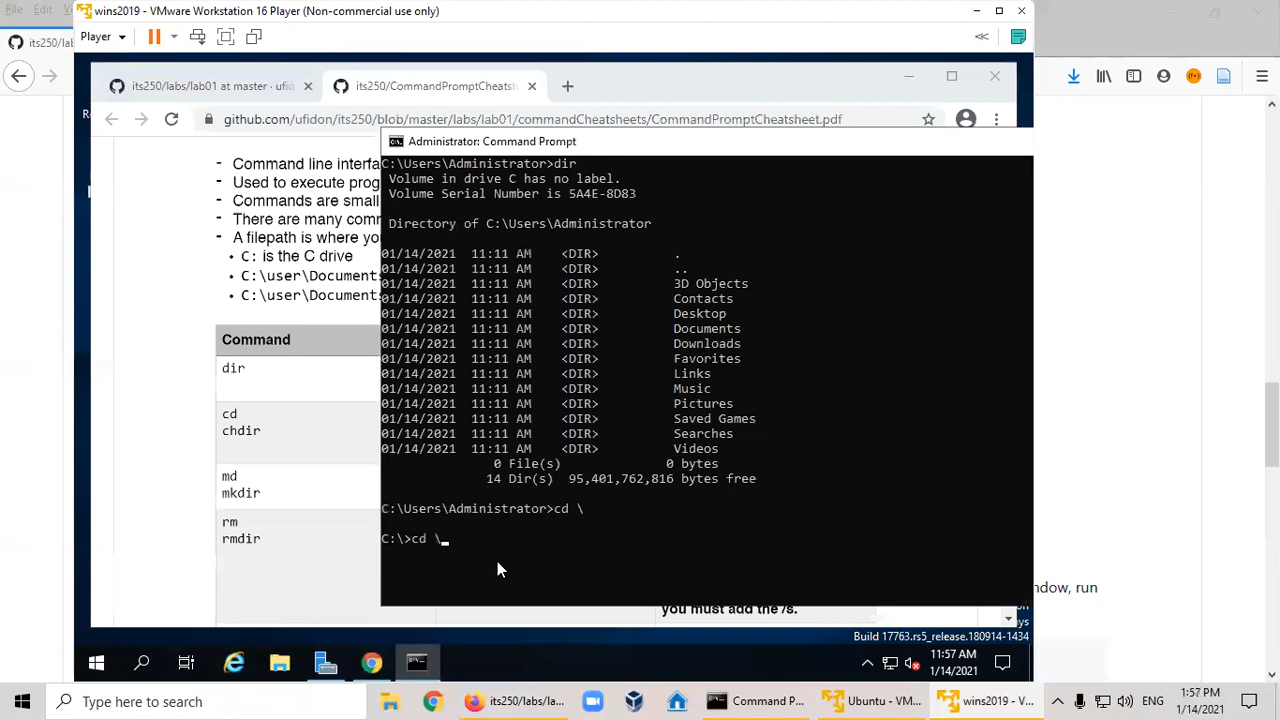 File
Edit
wins2019 - VMware Workstation 16 Player (Non-commercial use only)
its250/lab
Player
its250/labs/lab01 at master · ufid
its250/CommandPromptCheatsh
github.com/ufidon/its250/blob/master/labs/lab01/commandCheatsheets/CommandPromptCheatsheet.pdf
- Command line interfa
- Used to execute prog
- Commands are small
- There are many comm
- A filepath is where yo
• C: is the C drive
• C:\user\Documents
• C:\user\Documents
Command
dir
cd
chdir
md
mkdir
rm
rmdir
Administrator: Command Prompt
C:\Users\Administrator>dir
Volume in drive C has no label.
Volume Serial Number is 5A4E-8D83
Directory of C:\Users\Administrator
01/14/2021 11:11 AM <DIR> .
01/14/2021 11:11 AM <DIR> ..
01/14/2021 11:11 AM <DIR> 3D Objects
01/14/2021 11:11 AM <DIR> Contacts
01/14/2021 11:11 AM <DIR> Desktop
01/14/2021 11:11 AM <DIR> Documents
01/14/2021 11:11 AM <DIR> Downloads
01/14/2021 11:11 AM <DIR> Favorites
01/14/2021 11:11 AM <DIR> Links
01/14/2021 11:11 AM <DIR> Music
01/14/2021 11:11 AM <DIR> Pictures
01/14/2021 11:11 AM <DIR> Saved Games
01/14/2021 11:11 AM <DIR> Searches
01/14/2021 11:11 AM <DIR> Videos
0 File(s) 0 bytes
14 Dir(s) 95,401,762,816 bytes free
C:\Users\Administrator>cd \
C:\>cd \
ndow, run
you must add the /s.
Build 17763.rs5_release.180914-1434
11:57 AM
1/14/2021
Type here to search
its250/labs/la...
Command P...
Ubuntu - VM...
wins2019 - V...
ENG
1:57 PM
1/14/2021